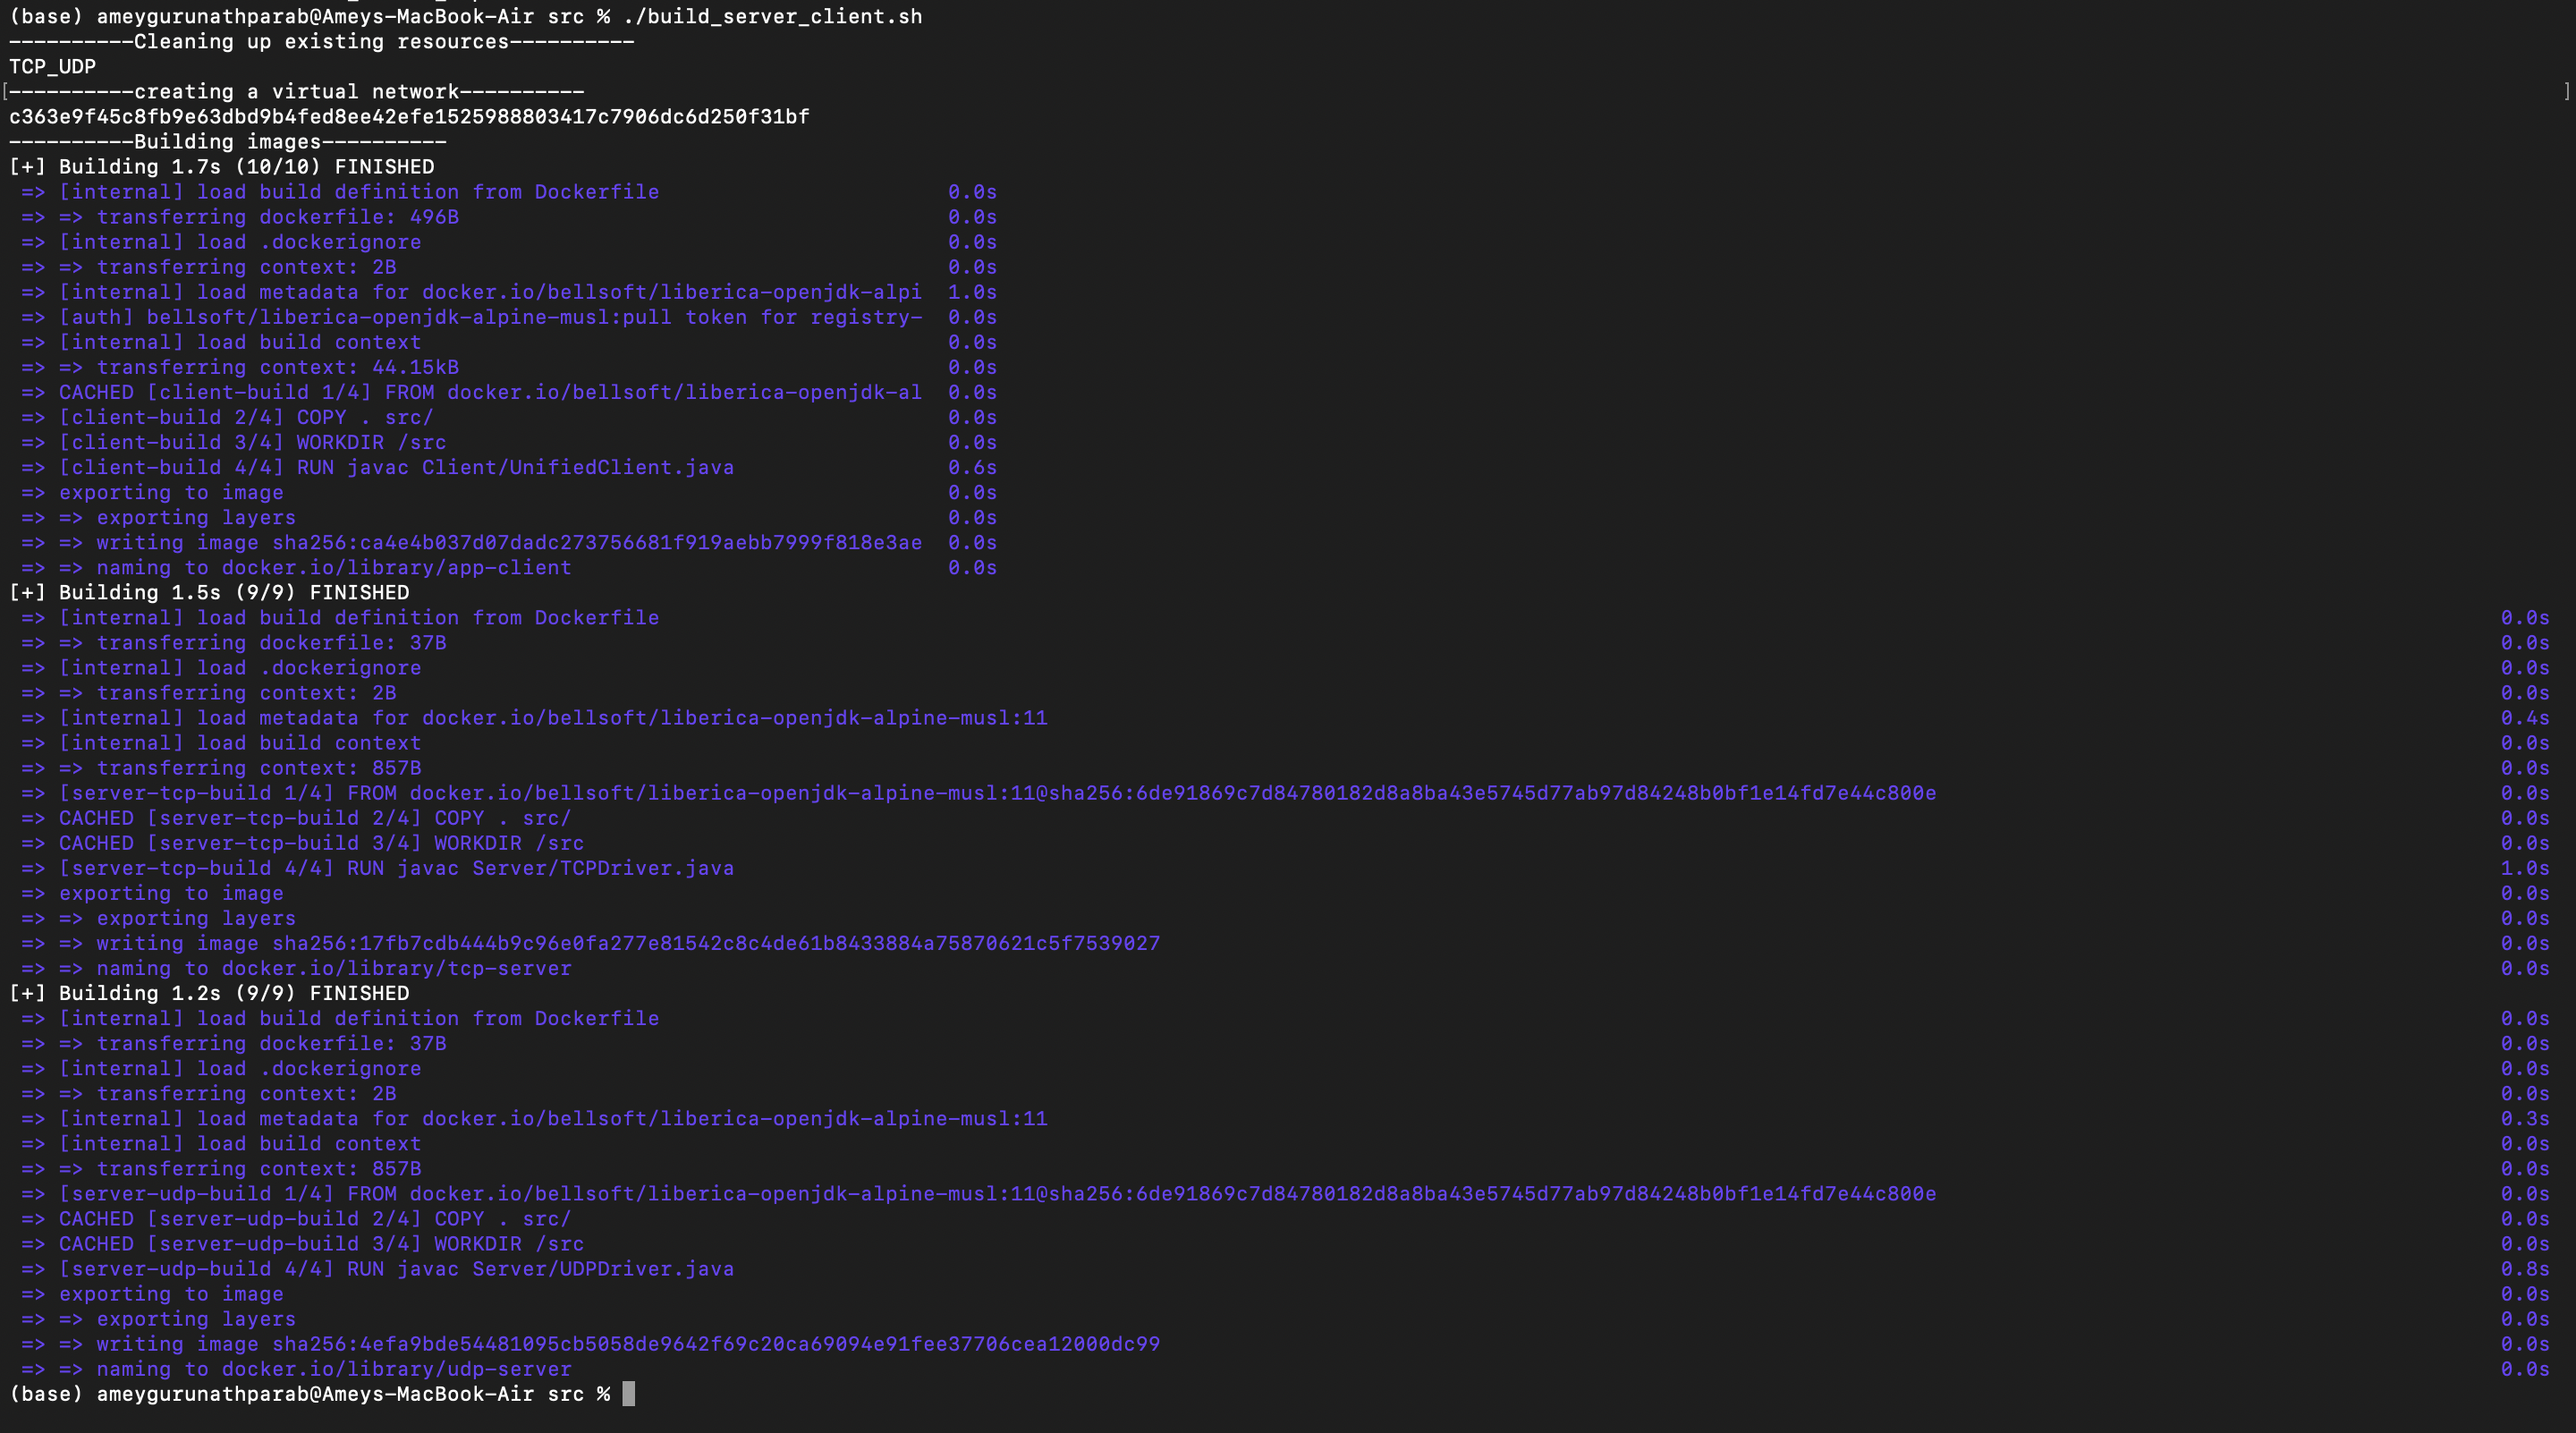 (base) ameygurunathparab@Ameys-MacBook-Air src % ./build_server_client.sh
----------Cleaning up existing resources----------
TCP_UDP
[----------creating a virtual network---------- ]
c363e9f45c8fb9e63dbd9b4fed8ee42efe1525988803417c7906dc6d250f31bf
----------Building images----------
[+] Building 1.7s (10/10) FINISHED
=> [internal] load build definition from Dockerfile 0.0s
=> => transferring dockerfile: 496B 0.0s
=> [internal] load .dockerignore 0.0s
=> => transferring context: 2B 0.0s
=> [internal] load metadata for docker.io/bellsoft/liberica-openjdk-alpi 1.0s
=> [auth] bellsoft/liberica-openjdk-alpine-musl:pull token for registry- 0.0s
=> [internal] load build context 0.0s
=> => transferring context: 44.15kB 0.0s
=> CACHED [client-build 1/4] FROM docker.io/bellsoft/liberica-openjdk-al 0.0s
=> [client-build 2/4] COPY . src/ 0.0s
=> [client-build 3/4] WORKDIR /src 0.0s
=> [client-build 4/4] RUN javac Client/UnifiedClient.java 0.6s
=> exporting to image 0.0s
=> => exporting layers 0.0s
=> => writing image sha256:ca4e4b037d07dadc273756681f919aebb7999f818e3ae 0.0s
=> => naming to docker.io/library/app-client 0.0s
[+] Building 1.5s (9/9) FINISHED
=> [internal] load build definition from Dockerfile 0.0s
=> => transferring dockerfile: 37B 0.0s
=> [internal] load .dockerignore 0.0s
=> => transferring context: 2B 0.0s
=> [internal] load metadata for docker.io/bellsoft/liberica-openjdk-alpine-musl:11 0.4s
=> [internal] load build context 0.0s
=> => transferring context: 857B 0.0s
=> [server-tcp-build 1/4] FROM docker.io/bellsoft/liberica-openjdk-alpine-musl:11@sha256:6de91869c7d84780182d8a8ba43e5745d77ab97d84248b0bf1e14fd7e44c800e 0.0s
=> CACHED [server-tcp-build 2/4] COPY . src/ 0.0s
=> CACHED [server-tcp-build 3/4] WORKDIR /src 0.0s
=> [server-tcp-build 4/4] RUN javac Server/TCPDriver.java 1.0s
=> exporting to image 0.0s
=> => exporting layers 0.0s
=> => writing image sha256:17fb7cdb444b9c96e0fa277e81542c8c4de61b8433884a75870621c5f7539027 0.0s
=> => naming to docker.io/library/tcp-server 0.0s
[+] Building 1.2s (9/9) FINISHED
=> [internal] load build definition from Dockerfile 0.0s
=> => transferring dockerfile: 37B 0.0s
=> [internal] load .dockerignore 0.0s
=> => transferring context: 2B 0.0s
=> [internal] load metadata for docker.io/bellsoft/liberica-openjdk-alpine-musl:11 0.3s
=> [internal] load build context 0.0s
=> => transferring context: 857B 0.0s
=> [server-udp-build 1/4] FROM docker.io/bellsoft/liberica-openjdk-alpine-musl:11@sha256:6de91869c7d84780182d8a8ba43e5745d77ab97d84248b0bf1e14fd7e44c800e 0.0s
=> CACHED [server-udp-build 2/4] COPY . src/ 0.0s
=> CACHED [server-udp-build 3/4] WORKDIR /src 0.0s
=> [server-udp-build 4/4] RUN javac Server/UDPDriver.java 0.8s
=> exporting to image 0.0s
=> => exporting layers 0.0s
=> => writing image sha256:4efa9bde54481095cb5058de9642f69c20ca69094e91fee37706cea12000dc99 0.0s
=> => naming to docker.io/library/udp-server 0.0s
(base) ameygurunathparab@Ameys-MacBook-Air src %